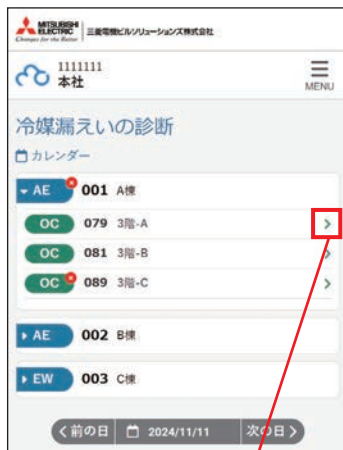 MITSUBISHI ELECTRIC
Changes for the Better
三菱電機ビルソリューションズ株式会社
1111111
本社
MENU
冷媒漏えいの診断
カレンダー
AE 001 A棟
OC 079 3階-A
OC 081 3階-B
OC 089 3階-C
AE 002 B棟
EW 003 C棟
前の日 2024/11/11 次の日